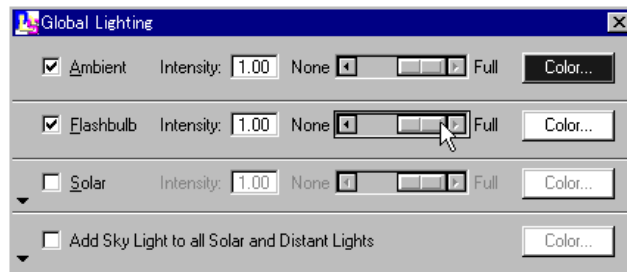 Global Lighting
Ambient Intensity: 1.00 None Full Color...
Flashbulb Intensity: 1.00 None Full Color...
Solar Intensity: 1.00 None Full Color...
Add Sky Light to all Solar and Distant Lights Color...